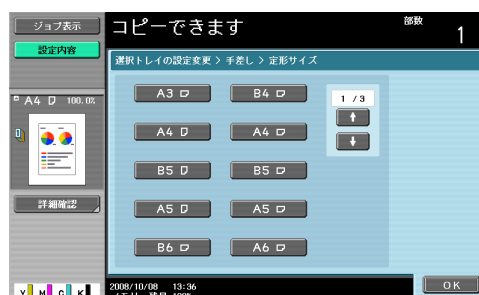 ジョブ表示
コピーできます
部数
1
設定内容
選択トレイの設定変更 > 手差し > 定形サイズ
A4 100.0%
A3
B4
1 / 3
A4
A4
B5
B5
詳細確認
A5
A5
B6
A6
2008/10/08 13:36
Y M C K
OK